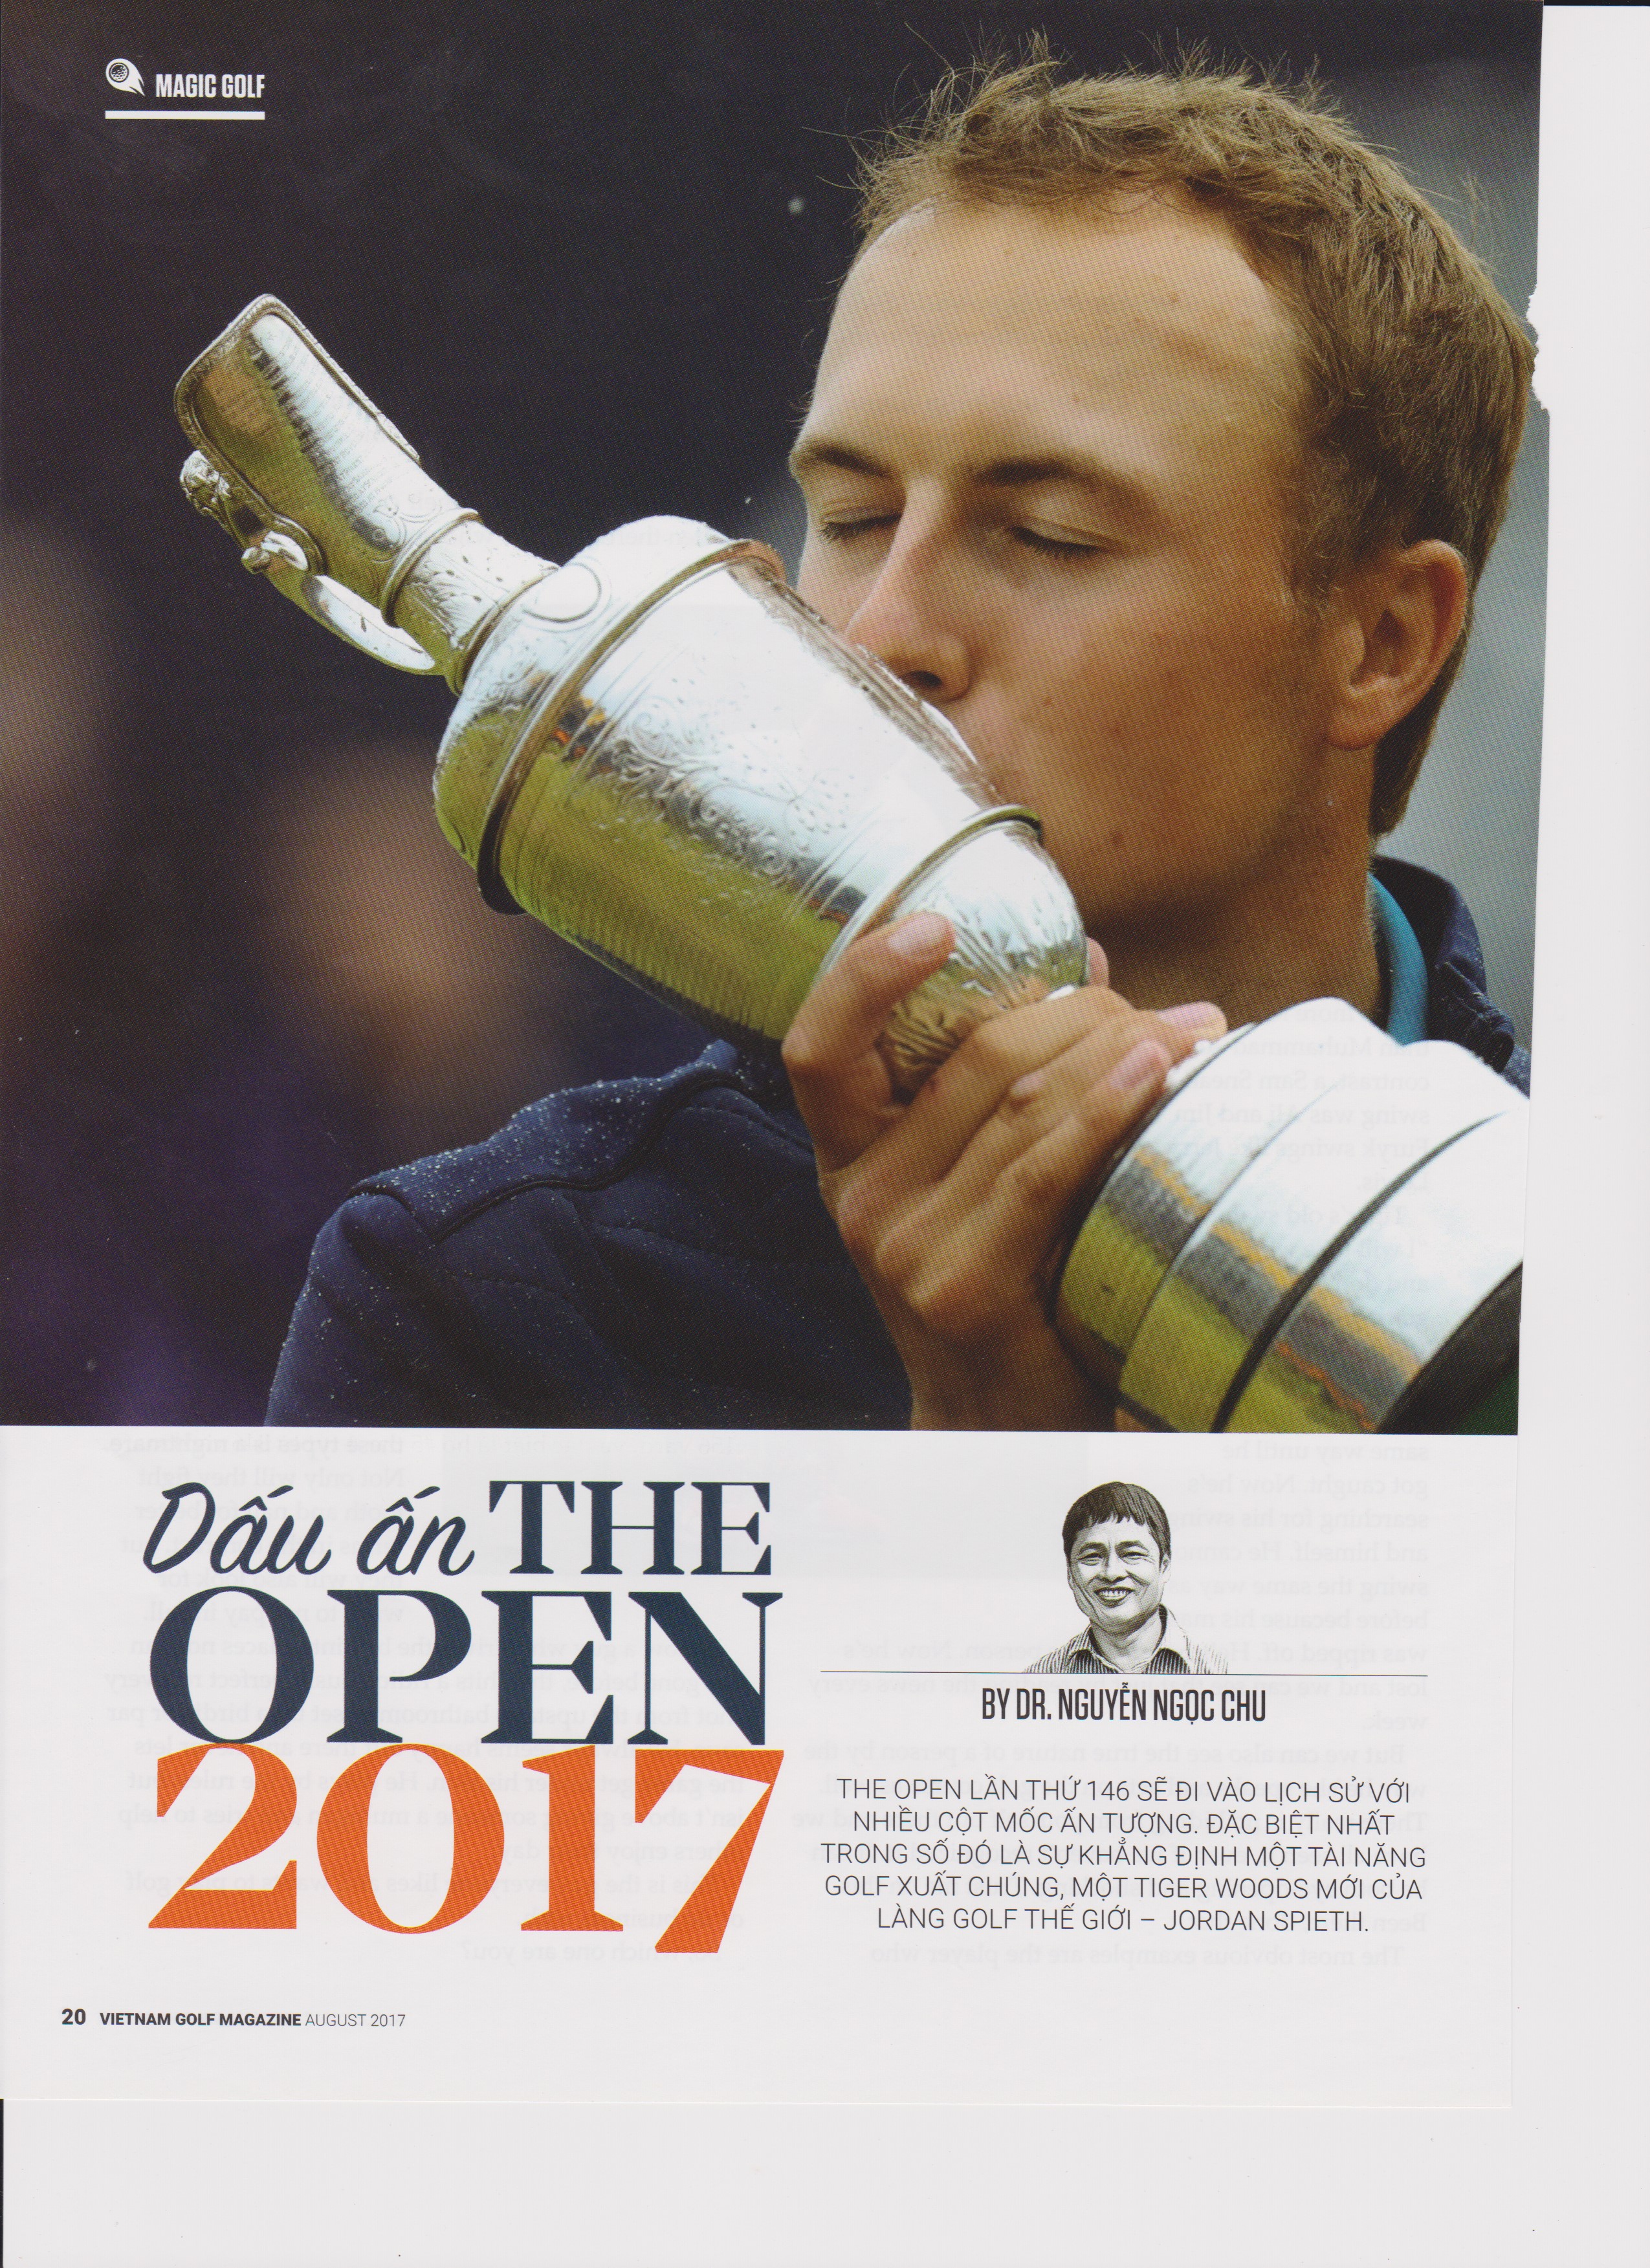 MAGIC GOLF
Dấu ấn THE
OPEN
2017
BY DR. NGUYỄN NGỌC CHU
THE OPEN LẦN THỨ 146 SẼ ĐI VÀO LỊCH SỬ VỚI
NHIỀU CỘT MỐC ẤN TƯỢNG. ĐẶC BIỆT NHẤT
TRONG SỐ ĐÓ LÀ SỰ KHẲNG ĐỊNH MỘT TÀI NĂNG
GOLF XUẤT CHÚNG, MỘT TIGER WOODS MỚI CỦA
LÀNG GOLF THẾ GIỚI – JORDAN SPIETH.
20 VIETNAM GOLF MAGAZINE AUGUST 2017